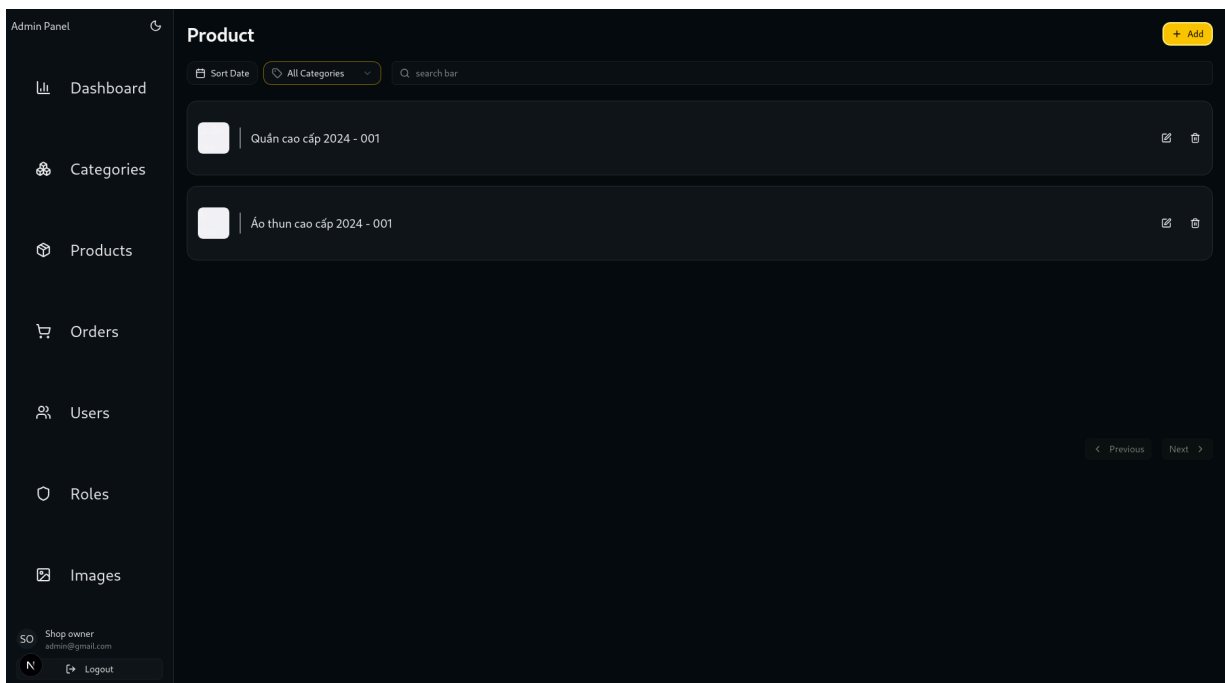 Admin Panel
Dashboard
Categories
Products
Orders
Users
Roles
Images
SO
Shop owner
admin@gmail.com
N
Logout
Product
+ Add
Sort Date
All Categories
search bar
Quần cao cấp 2024 - 001
Áo thun cao cấp 2024 - 001
Previous
Next